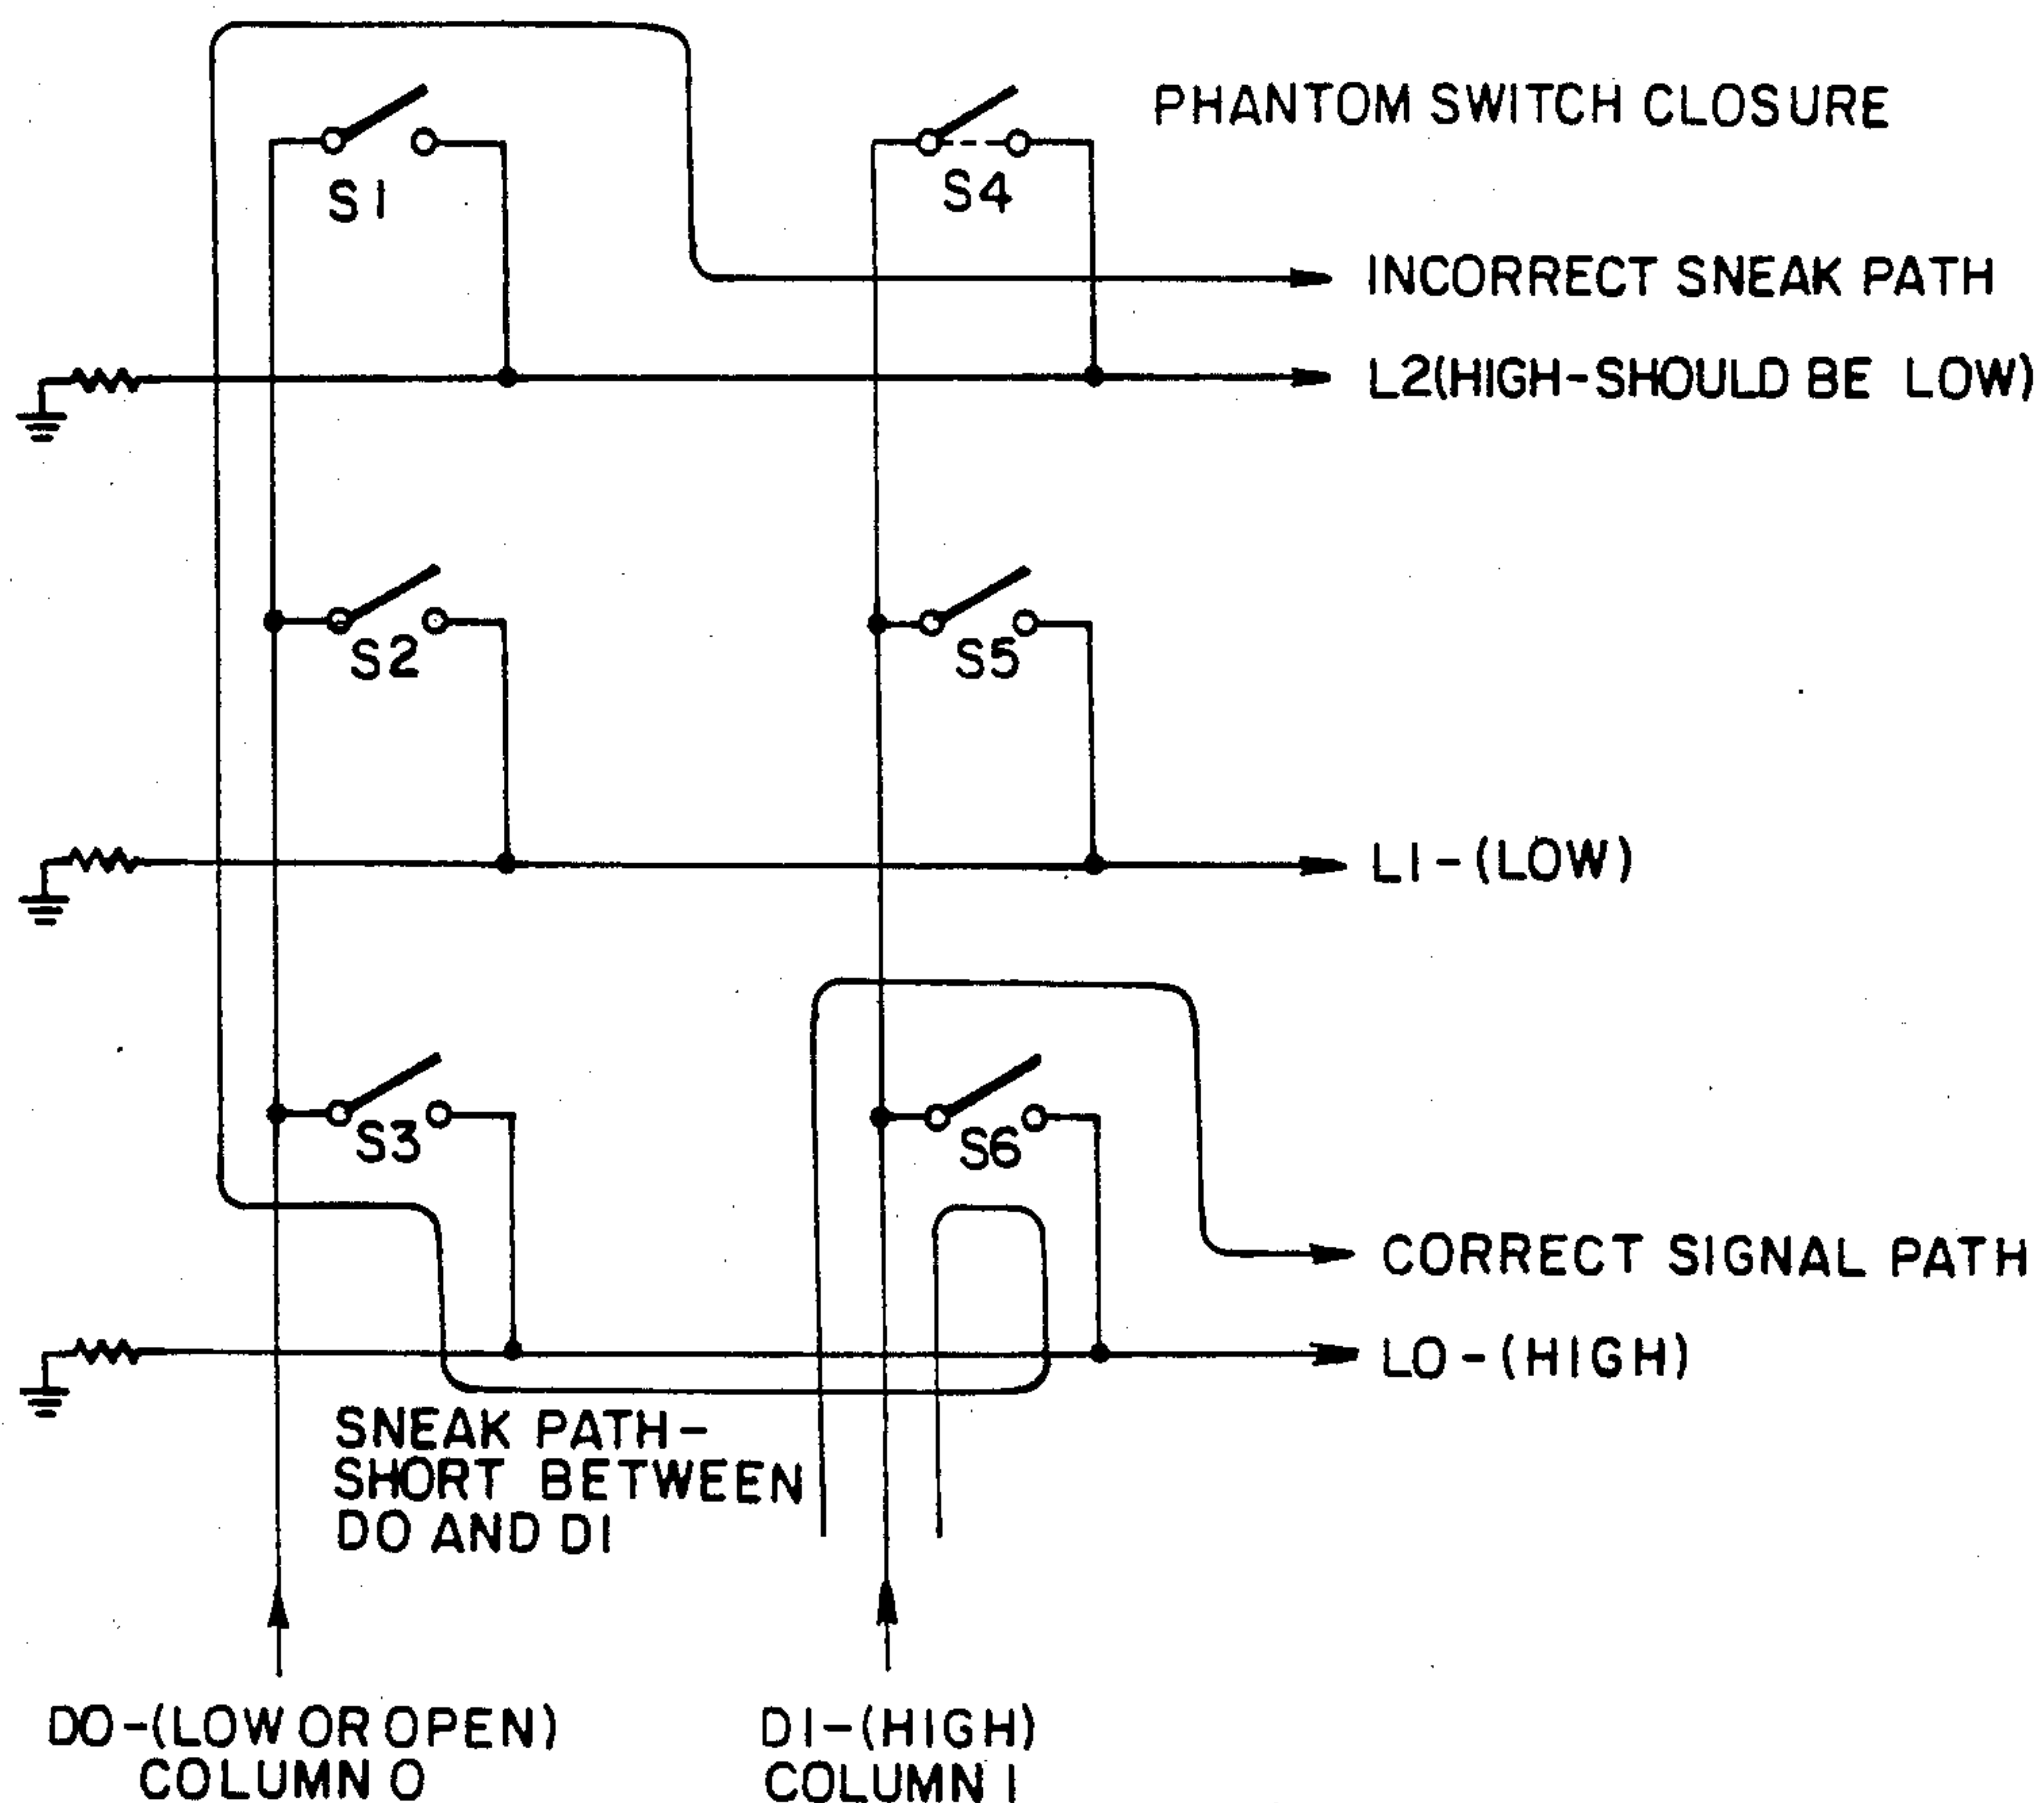 PHANTOM SWITCH CLOSURE
S1
S4
INCORRECT SNEAK PATH
L2(HIGH-SHOULD BE LOW)
S2
S5
L1-(LOW)
S3
S6
CORRECT SIGNAL PATH
L0-(HIGH)
SNEAK PATH-
SHORT BETWEEN
D0 AND D1
D0-(LOW OR OPEN)
COLUMN 0
D1-(HIGH)
COLUMN 1